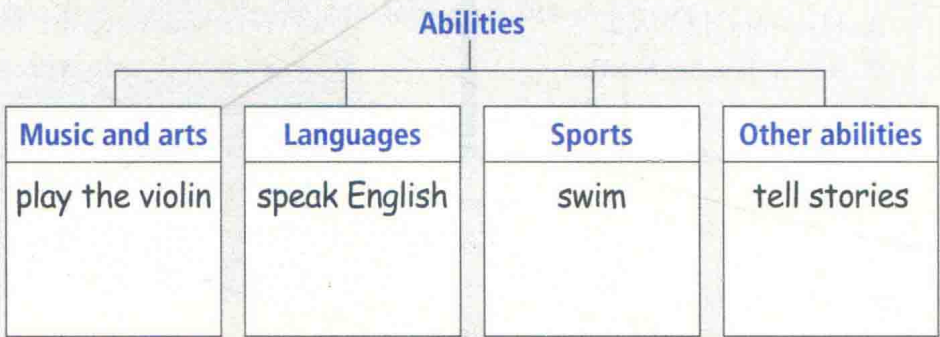 Abilities
Music and arts
Languages
Sports
Other abilities
play the violin
speak English
swim
tell stories